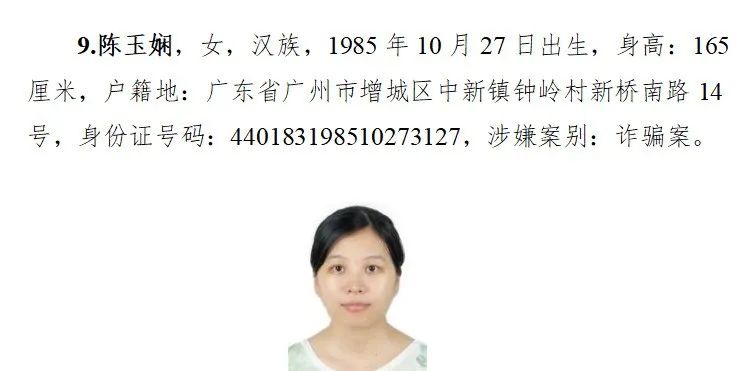 9.陈玉娴，女，汉族，1985 年 10 月 27 日出生，身高：165
厘米，户籍地：广东省广州市增城区中新镇钟岭村新桥南路 14
号，身份证号码：440183198510273127，涉嫌案别：诈骗案。